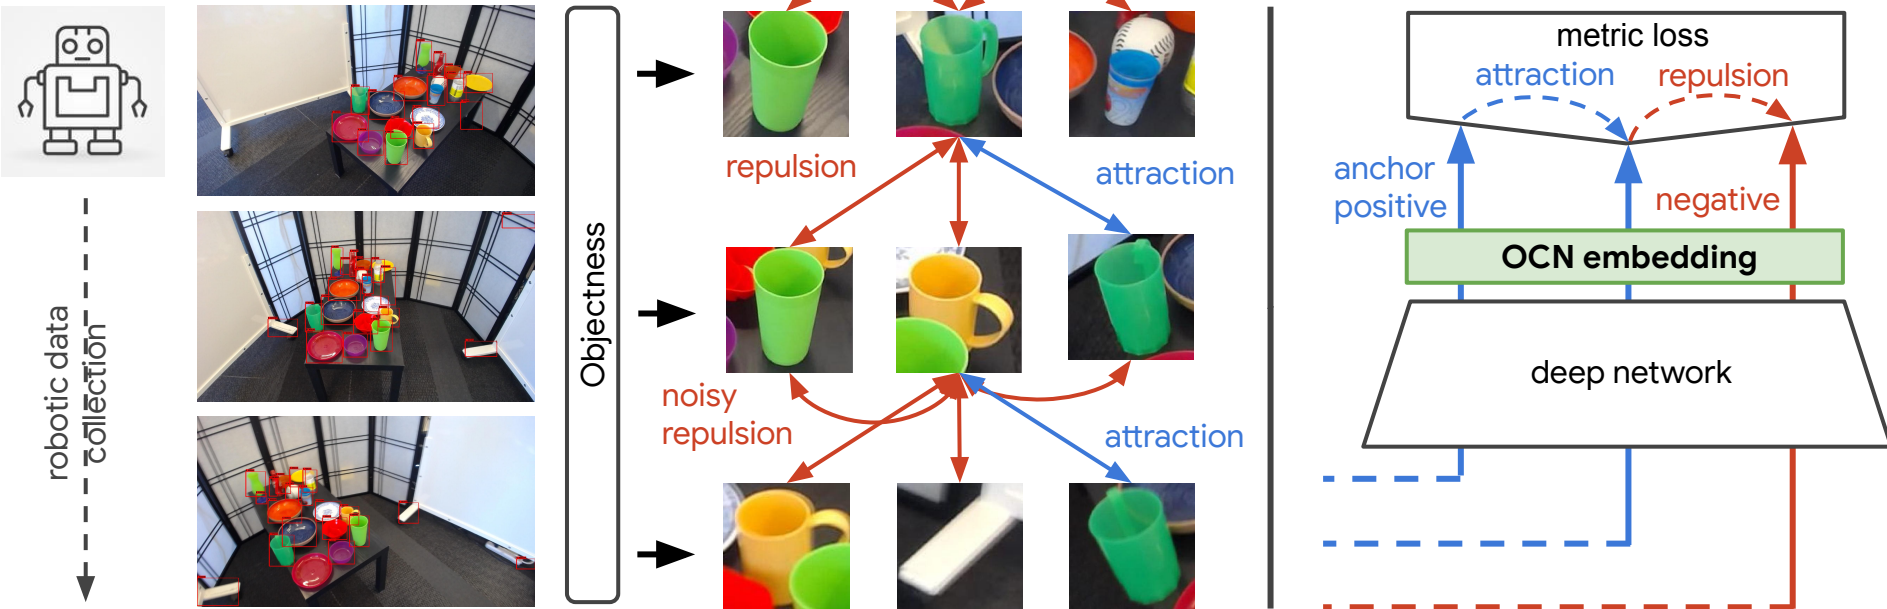 robotic data
collection
Objectness
repulsion
attraction
noisy
repulsion
attraction
metric loss
attraction
repulsion
anchor
positive
negative
OCN embedding
deep network